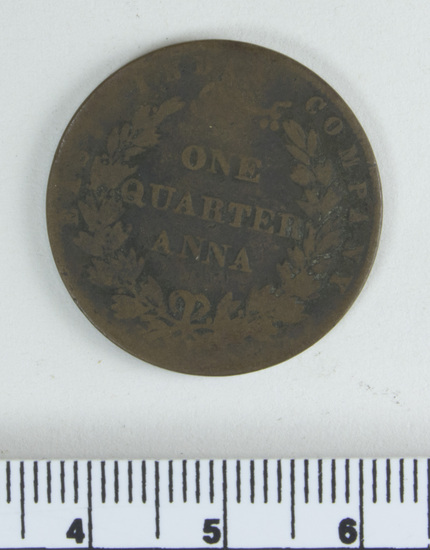 COMPANY
ONE
QUARTER
ANNA
4 5 6